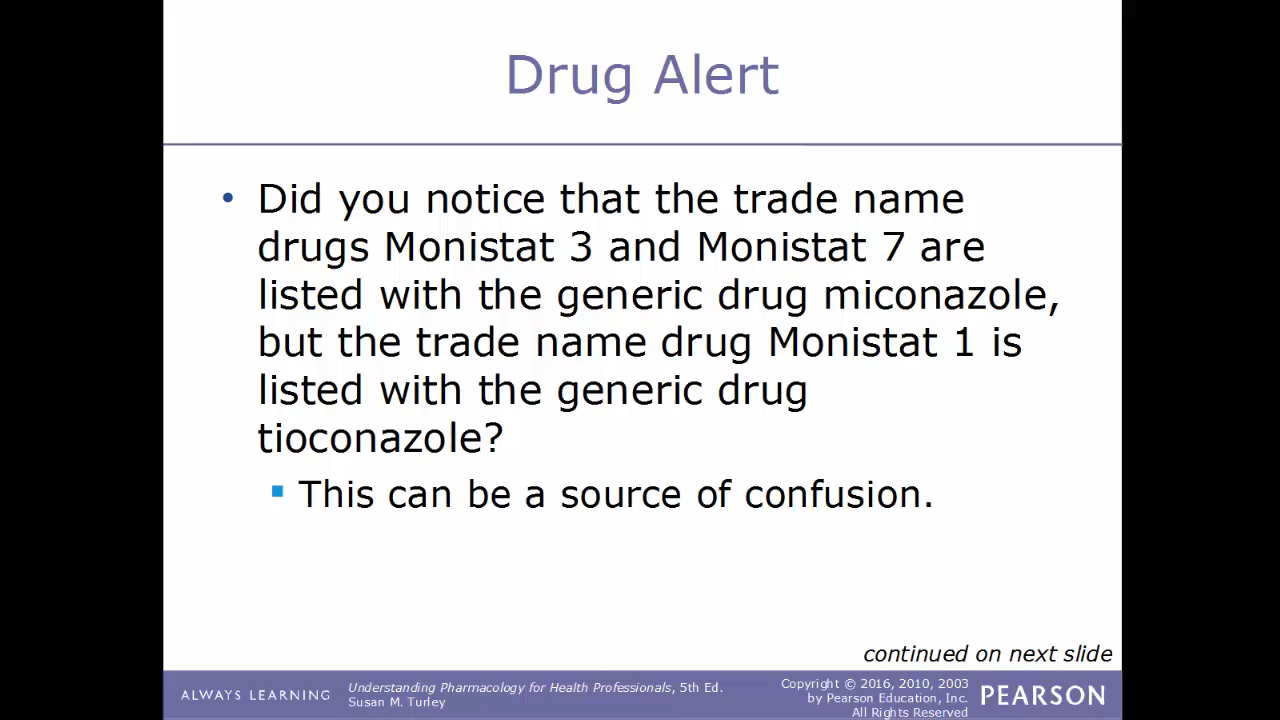 Drug Alert
• Did you notice that the trade name
drugs Monistat 3 and Monistat 7 are
listed with the generic drug miconazole,
but the trade name drug Monistat 1 is
listed with the generic drug
tioconazole?
▪ This can be a source of confusion.
continued on next slide
ALWAYS LEARNING
Understanding Pharmacology for Health Professionals, 5th Ed.
Susan M. Turley
Copyright © 2016, 2010, 2003
by Pearson Education, Inc.
All Rights Reserved
PEARSON